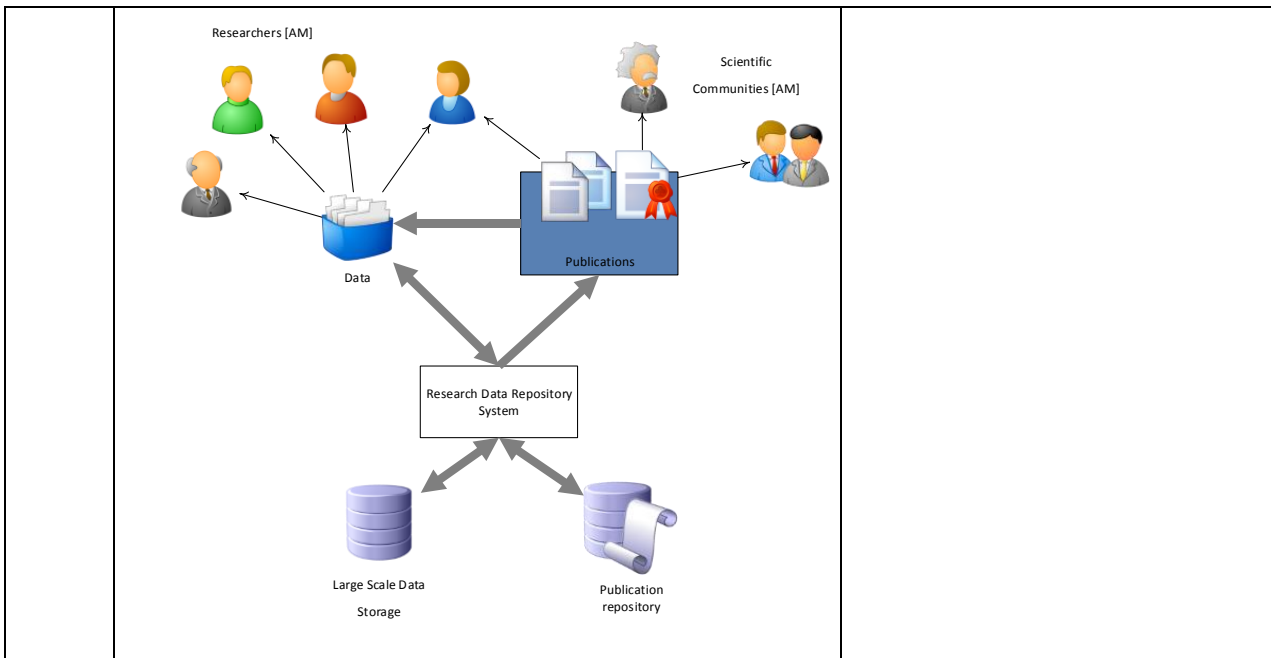 Researchers [AM]
Scientific
Communities [AM]
Publications
Data
Research Data Repository
System
Large Scale Data
Storage
Publication
repository